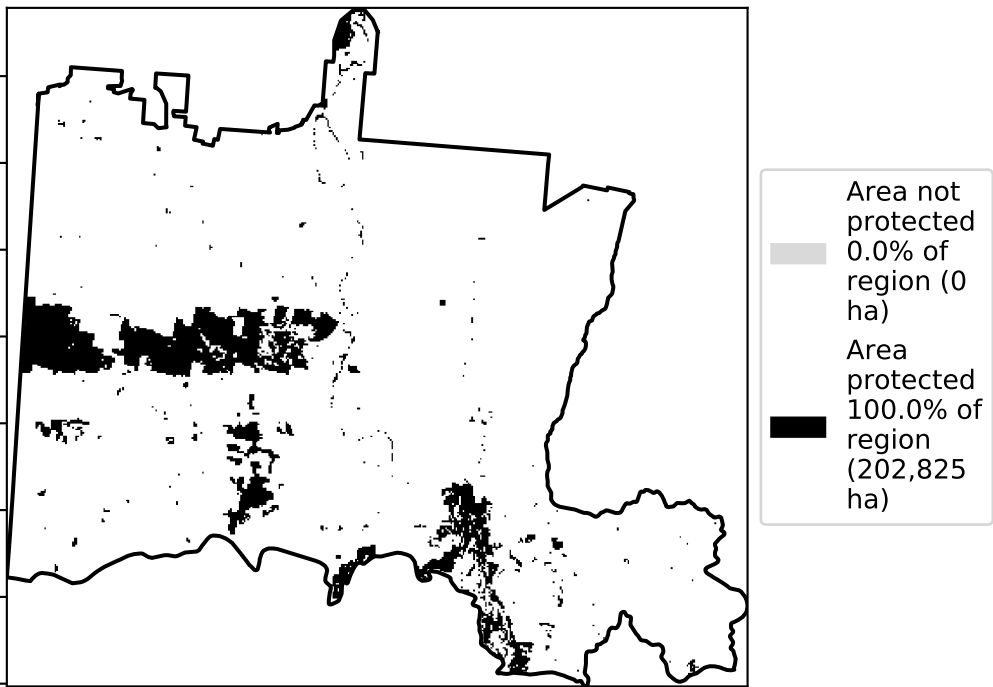 Area not
protected
0.0% of
region (0
ha)
Area
protected
100.0% of
region
(202,825
ha)